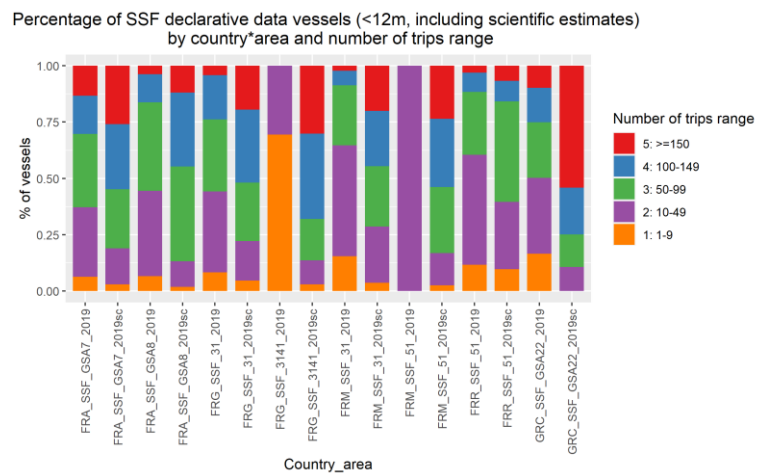 Percentage of SSF declarative data vessels (<12m, including scientific estimates)
by country*area and number of trips range
% of vessels
1.00
0.75
0.50
0.25
0.00
FRA_SSF_GSA7_2019
FRA_SSF_GSA7_2019sc
FRA_SSF_GSA8_2019
FRA_SSF_GSA8_2019sc
FRG_SSF_31_2019
FRG_SSF_31_2019sc
FRG_SSF_3141_2019
FRG_SSF_3141_2019sc
FRM_SSF_31_2019
FRM_SSF_31_2019sc
FRM_SSF_51_2019
FRM_SSF_51_2019sc
FRR_SSF_51_2019
FRR_SSF_51_2019sc
GRC_SSF_GSA22_2019
GRC_SSF_GSA22_2019sc
Country_area
Number of trips range
5: >=150
4: 100-149
3: 50-99
2: 10-49
1: 1-9